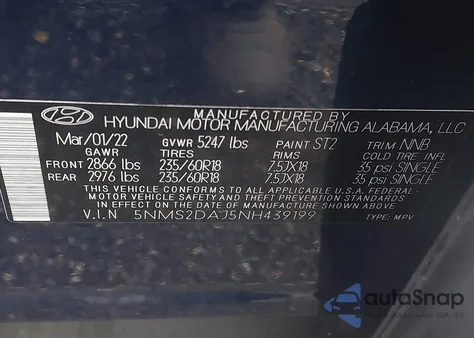 MANUFACTURED BY
HYUNDAI MOTOR MANUFACTURING ALABAMA, LLC
Mar/01/22 GVWR 5247 lbs PAINT ST2 TRIM NNB
GAWR TIRES RIMS COLD TIRE INFL
FRONT 2866 lbs 235/60R18 7.5JX18 35 psi SINGLE
REAR 2976 lbs 235/60R18 7.5JX18 35 psi SINGLE
THIS VEHICLE CONFORMS TO ALL APPLICABLE U.S.A. FEDERAL
MOTOR VEHICLE SAFETY STANDARDS IN EFFECT ON THE DATE OF
MANUFACTURE SHOWN ABOVE.
V.I.N 5NMS2DAJ5NH439199 TYPE: MPV
autoSnap